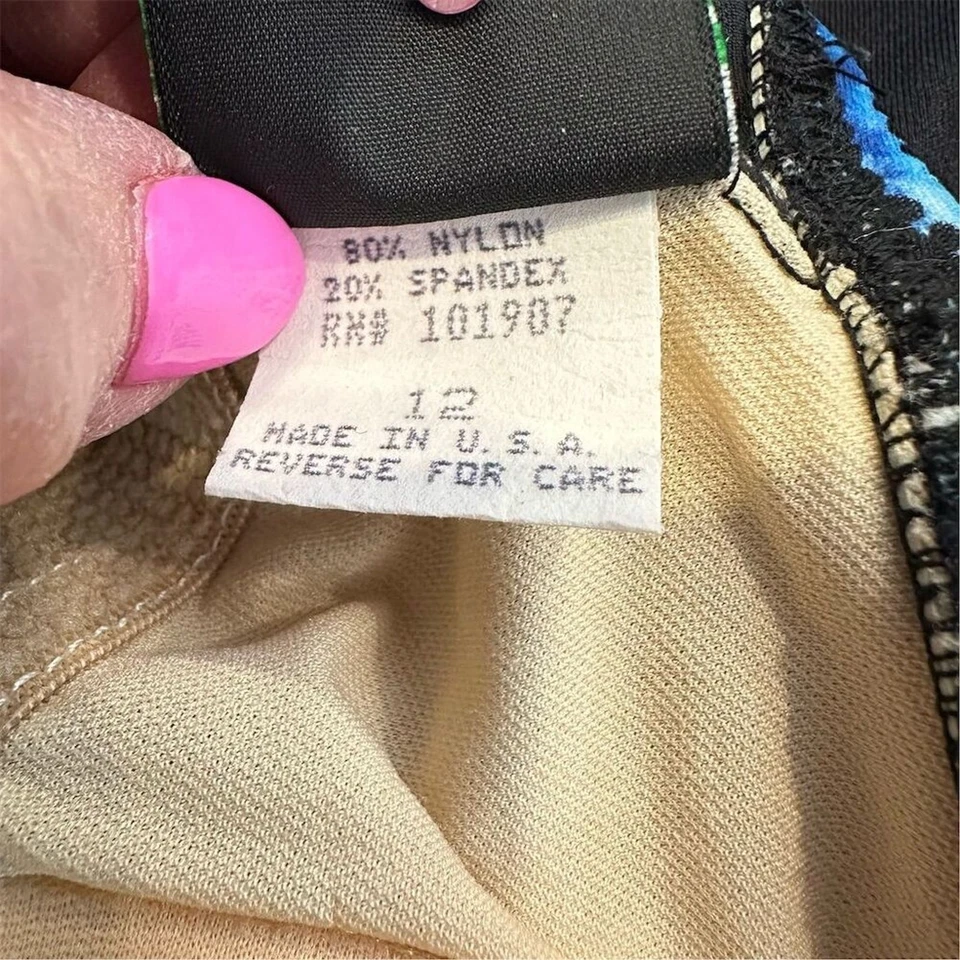 80% NYLON
20% SPANDEX
RN# 101907
12
MADE IN U.S.A.
REVERSE FOR CARE